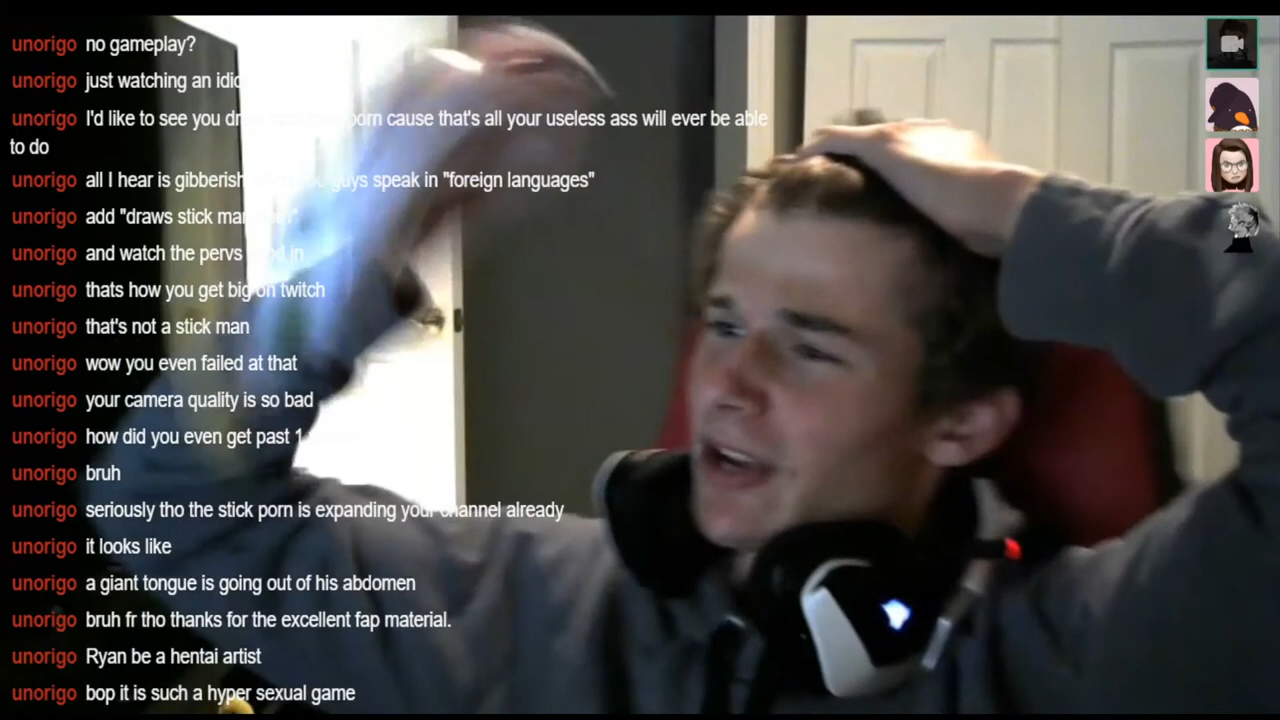 unorigo no gameplay?
unorigo just watching an
unorigo I'd like to see you cause that's all your useless ass will ever be able
to do
unorigo all I hear is gibberish guys speak in "foreign languages"
unorigo add "draws stick
unorigo and watch the pervs in
unorigo thats how you get big on twitch
unorigo that's not a stick man
unorigo wow you even failed at that
unorigo your camera quality is so bad
unorigo how did you even get past
unorigo bruh
unorigo seriously tho the stick porn is expanding your channel already
unorigo it looks like
unorigo a giant tongue is going out of his abdomen
unorigo bruh fr tho thanks for the excellent fap material.
unorigo Ryan be a hentai artist
unorigo bop it is such a hyper sexual game